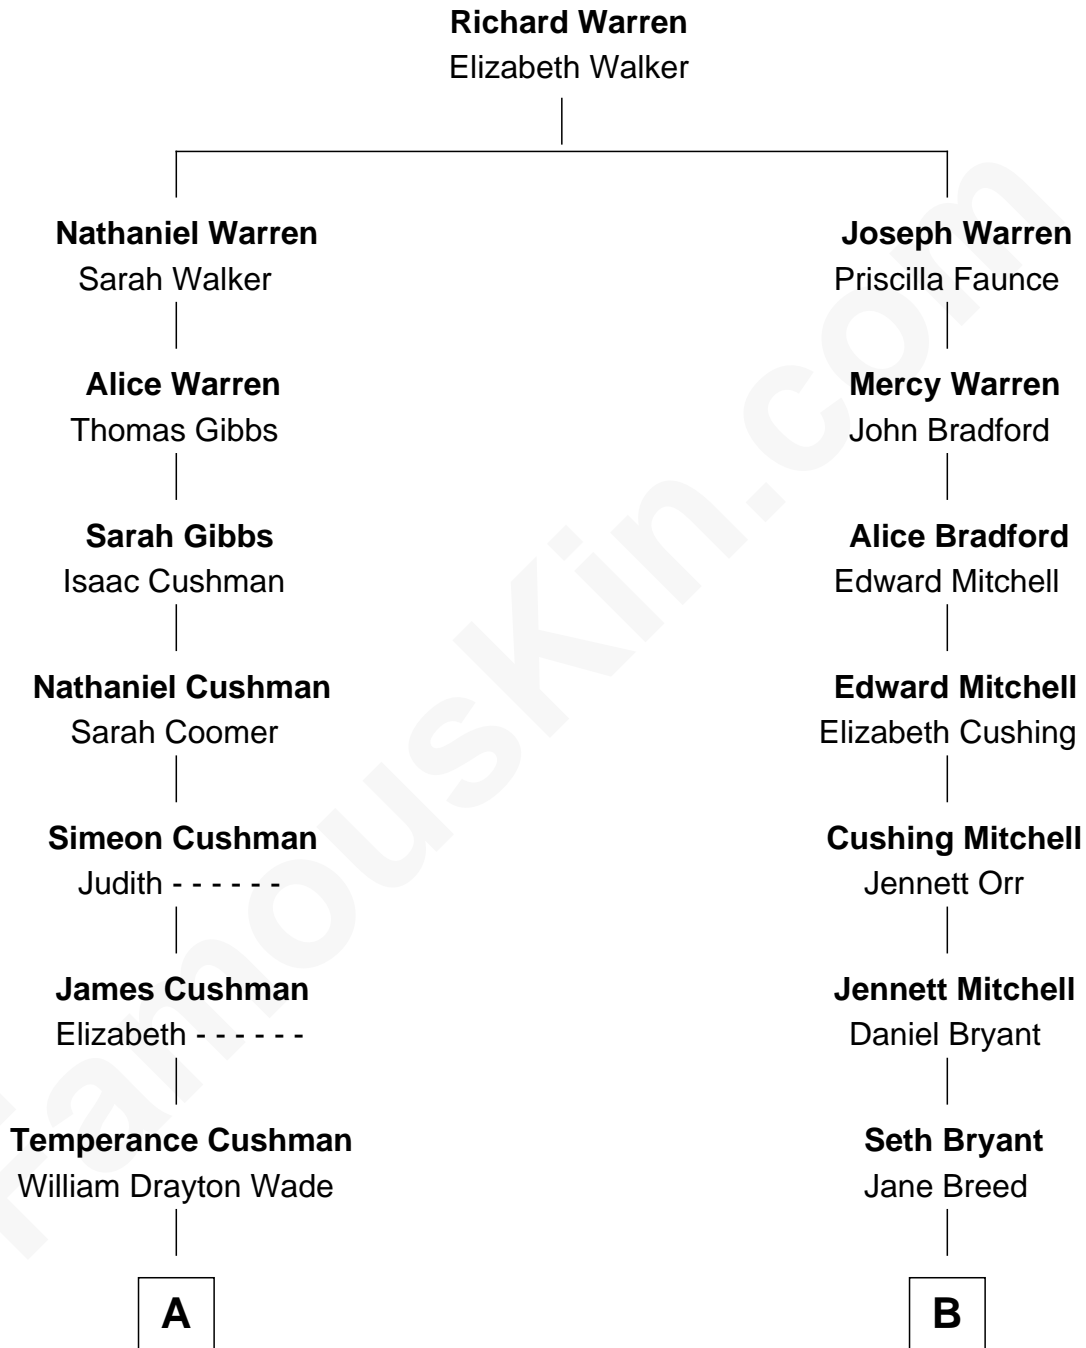 Richard Warren
Elizabeth Walker
Nathaniel Warren
Sarah Walker
Joseph Warren
Priscilla Faunce
Alice Warren
Thomas Gibbs
Mercy Warren
John Bradford
Sarah Gibbs
Isaac Cushman
Alice Bradford
Edward Mitchell
Nathaniel Cushman
Sarah Coomer
Edward Mitchell
Elizabeth Cushing
Simeon Cushman
Judith - - - - - -
Cushing Mitchell
Jennett Orr
James Cushman
Elizabeth - - - - - -
Jennett Mitchell
Daniel Bryant
Temperance Cushman
William Drayton Wade
Seth Bryant
Jane Breed
A
B
FamousKin.com